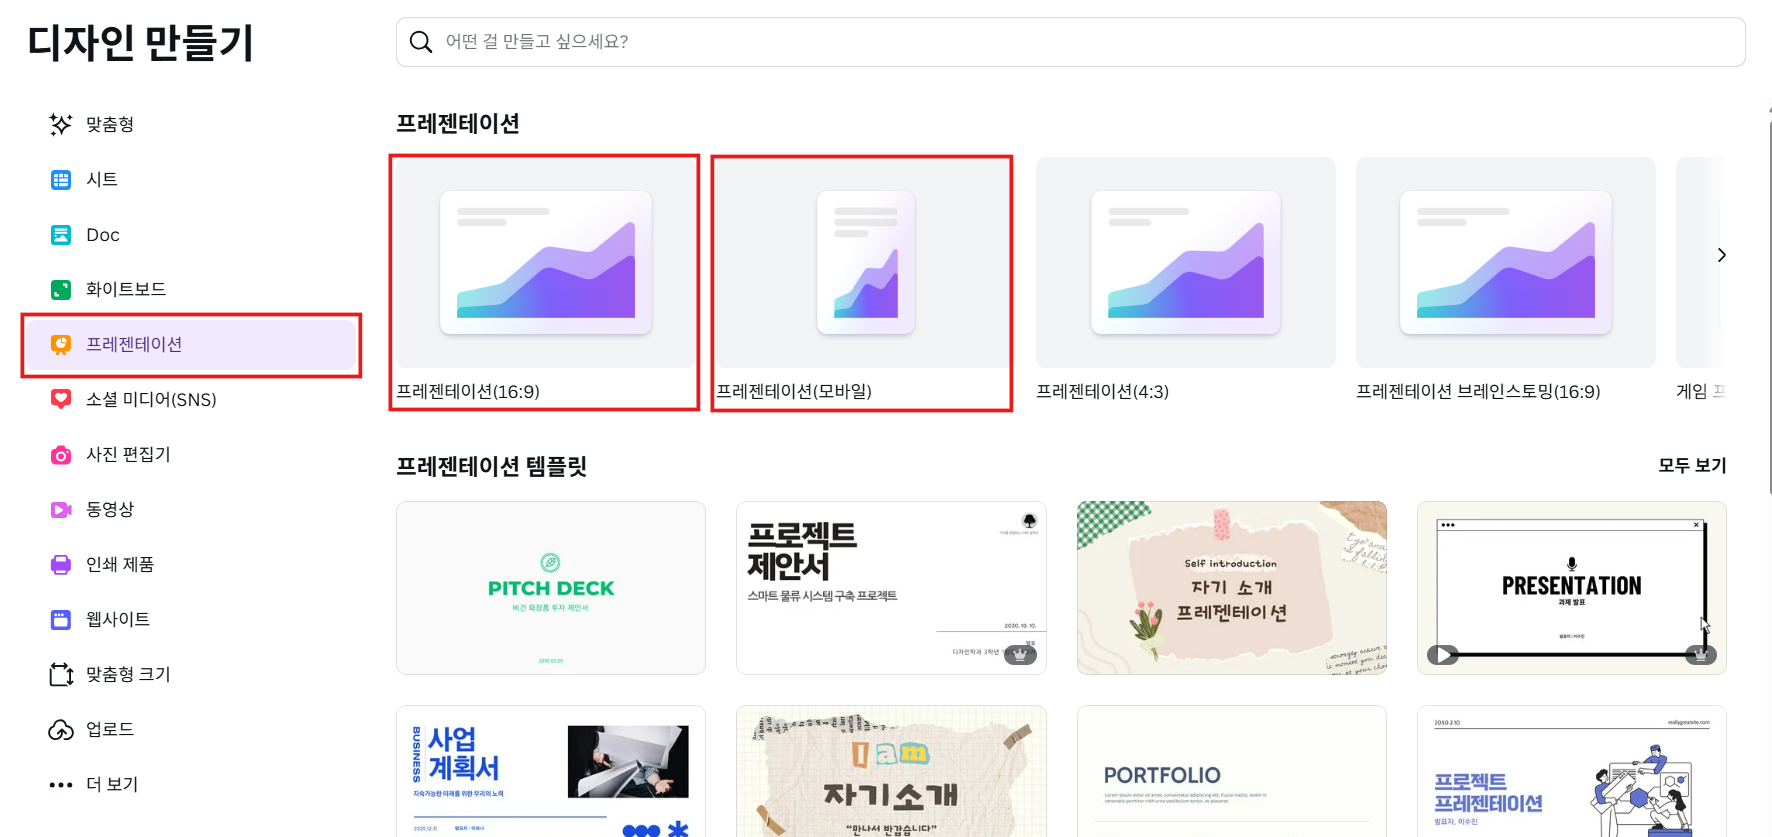 디자인 만들기
어떤 걸 만들고 싶으세요?
맞춤형
시트
Doc
화이트보드
프레젠테이션
소셜 미디어(SNS)
사진 편집기
동영상
인쇄 제품
웹사이트
맞춤형 크기
업로드
더 보기
프레젠테이션
프레젠테이션(16:9)
프레젠테이션(모바일)
프레젠테이션(4:3)
프레젠테이션 브레인스토밍(16:9)
게임
프레젠테이션 템플릿
모두 보기
PITCH DECK
비건 화장품 투자 제안서
프로젝트
제안서
스마트 물류 시스템 구축 프로젝트
2030. 10. 10.
발표
디자인학과 3학년
Self introduction
자기 소개
프레젠테이션
PRESENTATION
과제 발표
발표자 : 이수진
BUSINESS
사업
계획서
지속가능한 미래를 위한 우리의 노력
2020.12.31
I am
자기소개
"만나서 반갑습니다"
PORTFOLIO
2050.2.10
reallygreatsite.com
프로젝트
프레젠테이션
발표자, 이수진